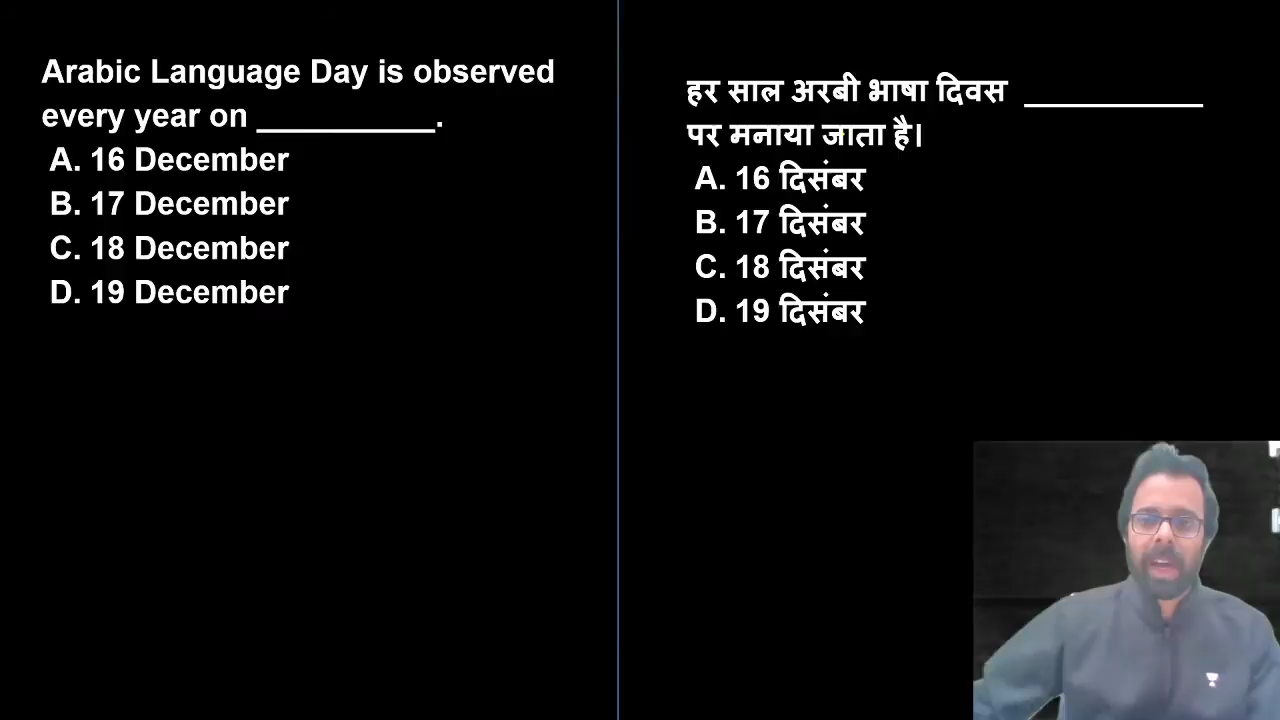 Arabic Language Day is observed
every year on __________.
A. 16 December
B. 17 December
C. 18 December
D. 19 December
हर साल अरबी भाषा दिवस __________
पर मनाया जाता है।
A. 16 दिसंबर
B. 17 दिसंबर
C. 18 दिसंबर
D. 19 दिसंबर